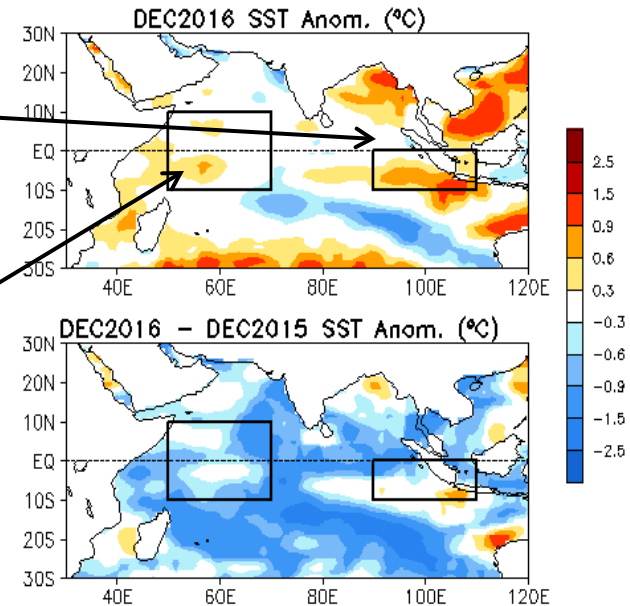 DEC2016 SST Anom. (°C)
30N
20N
10N
EQ
10S
20S
30S
40E 60E 80E 100E 120E
DEC2016 - DEC2015 SST Anom. (°C)
30N
20N
10N
EQ
10S
20S
30S
40E 60E 80E 100E 120E
2.5
1.5
0.9
0.6
0.3
-0.3
-0.6
-0.9
-1.5
-2.5